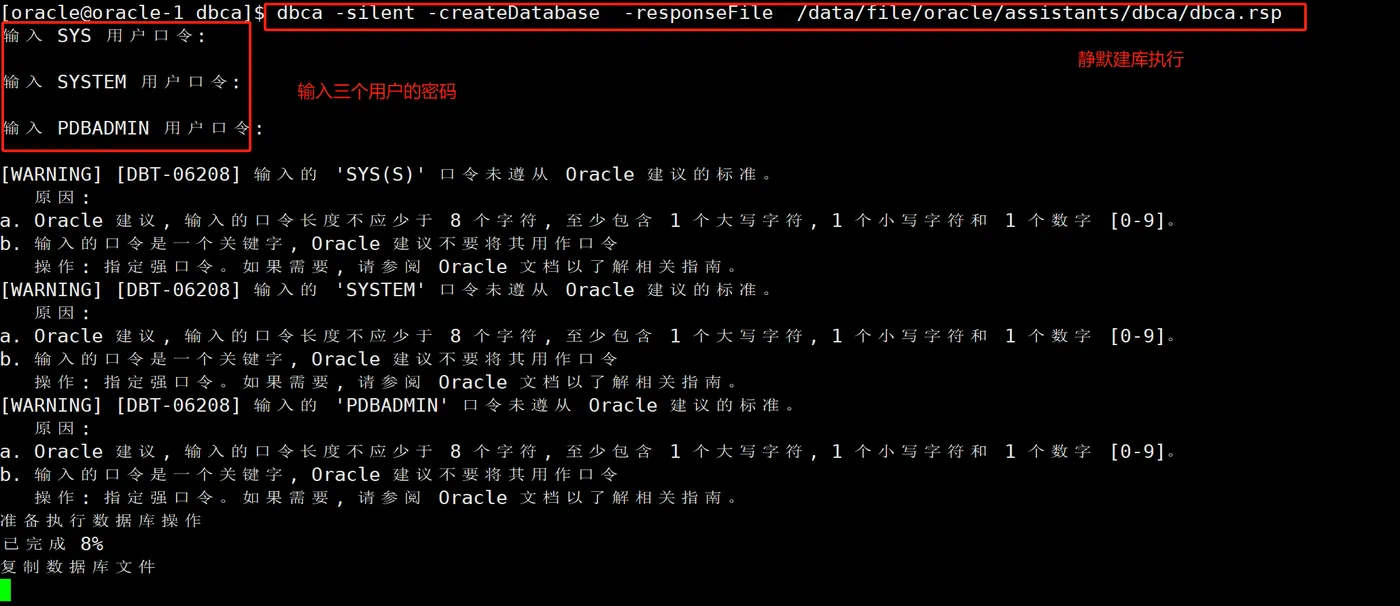 [oracle@oracle-1 dbca]$ dbca -silent -createDatabase  -responseFile  /data/file/oracle/assistants/dbca/dbca.rsp
输入 SYS 用户口令:
静默建库执行
输入 SYSTEM 用户口令:
输入三个用户的密码
输入 PDBADMIN 用户口令:
[WARNING] [DBT-06208] 输入的 'SYS(S)' 口令未遵从 Oracle 建议的标准。
原因:
a. Oracle 建议, 输入的口令长度不应少于 8 个字符, 至少包含 1 个大写字符, 1 个小写字符和 1 个数字 [0-9]。
b. 输入的口令是一个关键字, Oracle 建议不要将其用作口令
操作: 指定强口令。如果需要, 请参阅 Oracle 文档以了解相关指南。
[WARNING] [DBT-06208] 输入的 'SYSTEM' 口令未遵从 Oracle 建议的标准。
原因:
a. Oracle 建议, 输入的口令长度不应少于 8 个字符, 至少包含 1 个大写字符, 1 个小写字符和 1 个数字 [0-9]。
b. 输入的口令是一个关键字, Oracle 建议不要将其用作口令
操作: 指定强口令。如果需要, 请参阅 Oracle 文档以了解相关指南。
[WARNING] [DBT-06208] 输入的 'PDBADMIN' 口令未遵从 Oracle 建议的标准。
原因:
a. Oracle 建议, 输入的口令长度不应少于 8 个字符, 至少包含 1 个大写字符, 1 个小写字符和 1 个数字 [0-9]。
b. 输入的口令是一个关键字, Oracle 建议不要将其用作口令
操作: 指定强口令。如果需要, 请参阅 Oracle 文档以了解相关指南。
准备执行数据库操作
已完成 8%
复制数据库文件